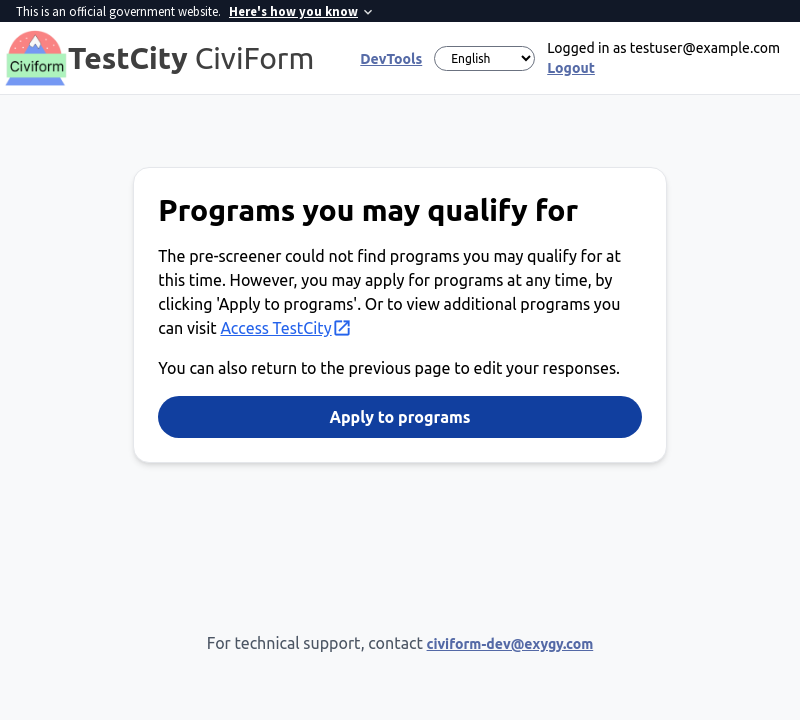 This is an official government website. Here's how you know
Civiform
TestCity CiviForm
DevTools
English
Logged in as testuser@example.com
Logout
Programs you may qualify for
The pre-screener could not find programs you may qualify for at
this time. However, you may apply for programs at any time, by
clicking 'Apply to programs'. Or to view additional programs you
can visit Access TestCity
You can also return to the previous page to edit your responses.
Apply to programs
For technical support, contact civiform-dev@exygy.com